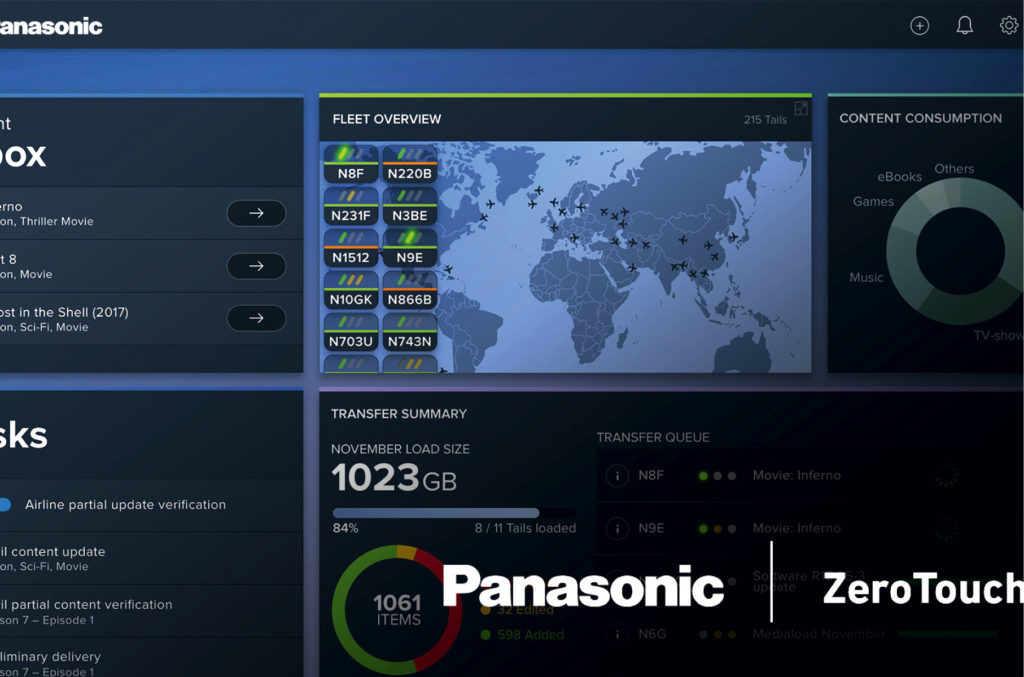 anasonic
nt
box
erno
on, Thriller Movie
t 8
on, Movie
ost in the Shell (2017)
on, Sci-Fi, Movie
FLEET OVERVIEW
215 Tails
N8F
N220B
N231F
N3BE
N1512
N9E
N10GK
N866B
N703U
N743N
CONTENT CONSUMPTION
Others
eBooks
Games
Music
TV-show
sks
Airline partial update verification
il content update
on, Sci-Fi, Movie
il partial content verification
son 7 – Episode 1
liminary delivery
son 7 – Episode 1
TRANSFER SUMMARY
NOVEMBER LOAD SIZE
1023 GB
84%
8 / 11 Tails loaded
1061
ITEMS
32 Edited
598 Added
TRANSFER QUEUE
N8F
Movie: Inferno
N9E
Movie: Inferno
Software
update
N6G
Mediaload November
Panasonic
ZeroTouch